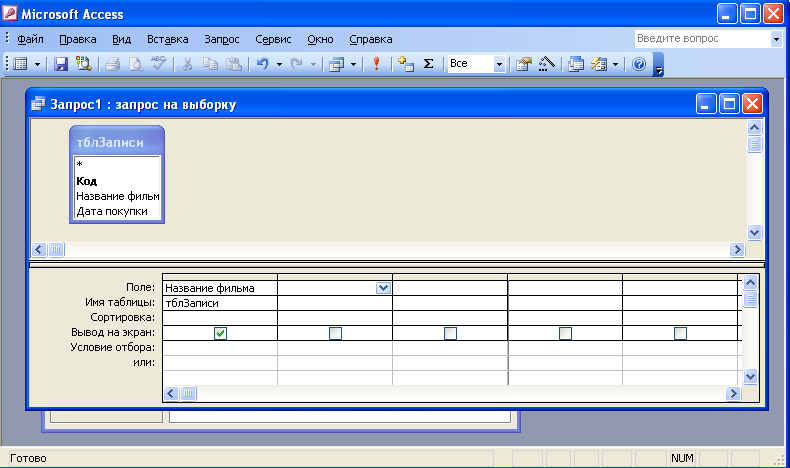 Microsoft Access
Файл Правка Вид Вставка Запрос Сервис Окно Справка Введите вопрос
ABC Σ Все
Запрос1 : запрос на выборку
тблЗаписи
*
Код
Название фильм
Дата покупки
Поле: Название фильма
Имя таблицы: тблЗаписи
Сортировка:
Вывод на экран:
Условие отбора:
или:
Готово NUM